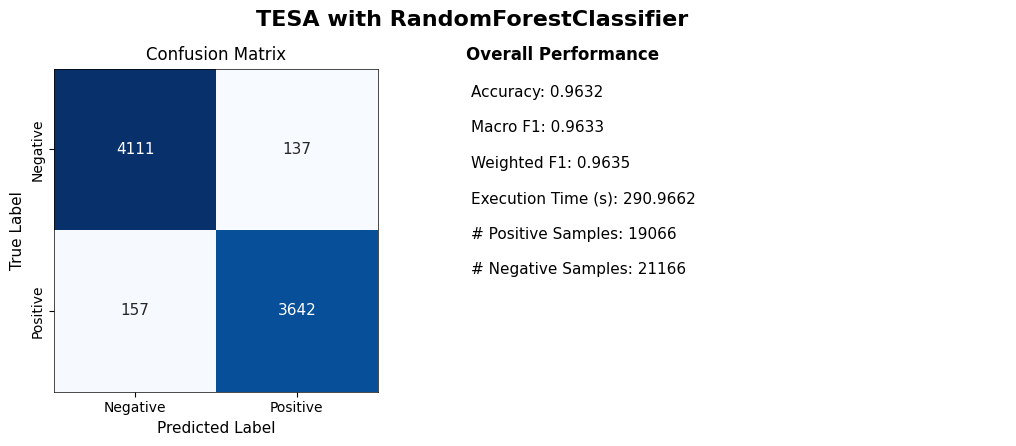 TESA with RandomForestClassifier
Confusion Matrix
True Label
Negative
Positive
4111
137
157
3642
Negative
Positive
Predicted Label
Overall Performance
Accuracy: 0.9632
Macro F1: 0.9633
Weighted F1: 0.9635
Execution Time (s): 290.9662
# Positive Samples: 19066
# Negative Samples: 21166